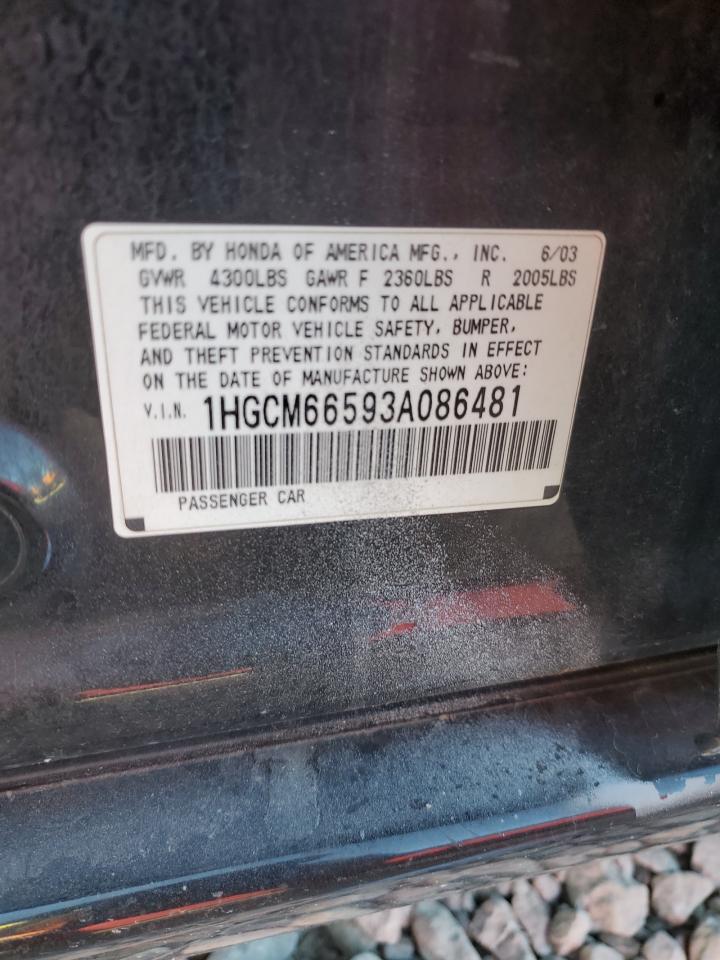 MFD. BY HONDA OF AMERICA MFG., INC. 6/03
GVWR 4300LBS GAWR F 2360LBS R 2005LBS
THIS VEHICLE CONFORMS TO ALL APPLICABLE
FEDERAL MOTOR VEHICLE SAFETY, BUMPER,
AND THEFT PREVENTION STANDARDS IN EFFECT
ON THE DATE OF MANUFACTURE SHOWN ABOVE:
V.I.N. 1HGCM66593A086481
PASSENGER CAR